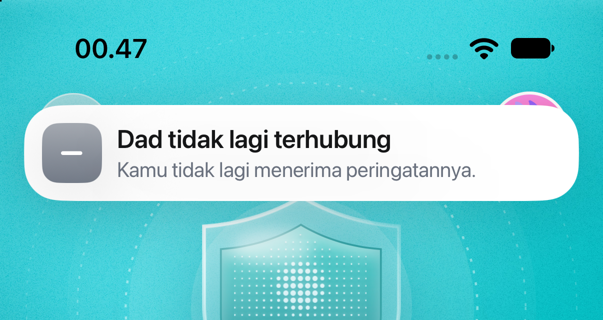 00.47
Dad tidak lagi terhubung
Kamu tidak lagi menerima peringatannya.